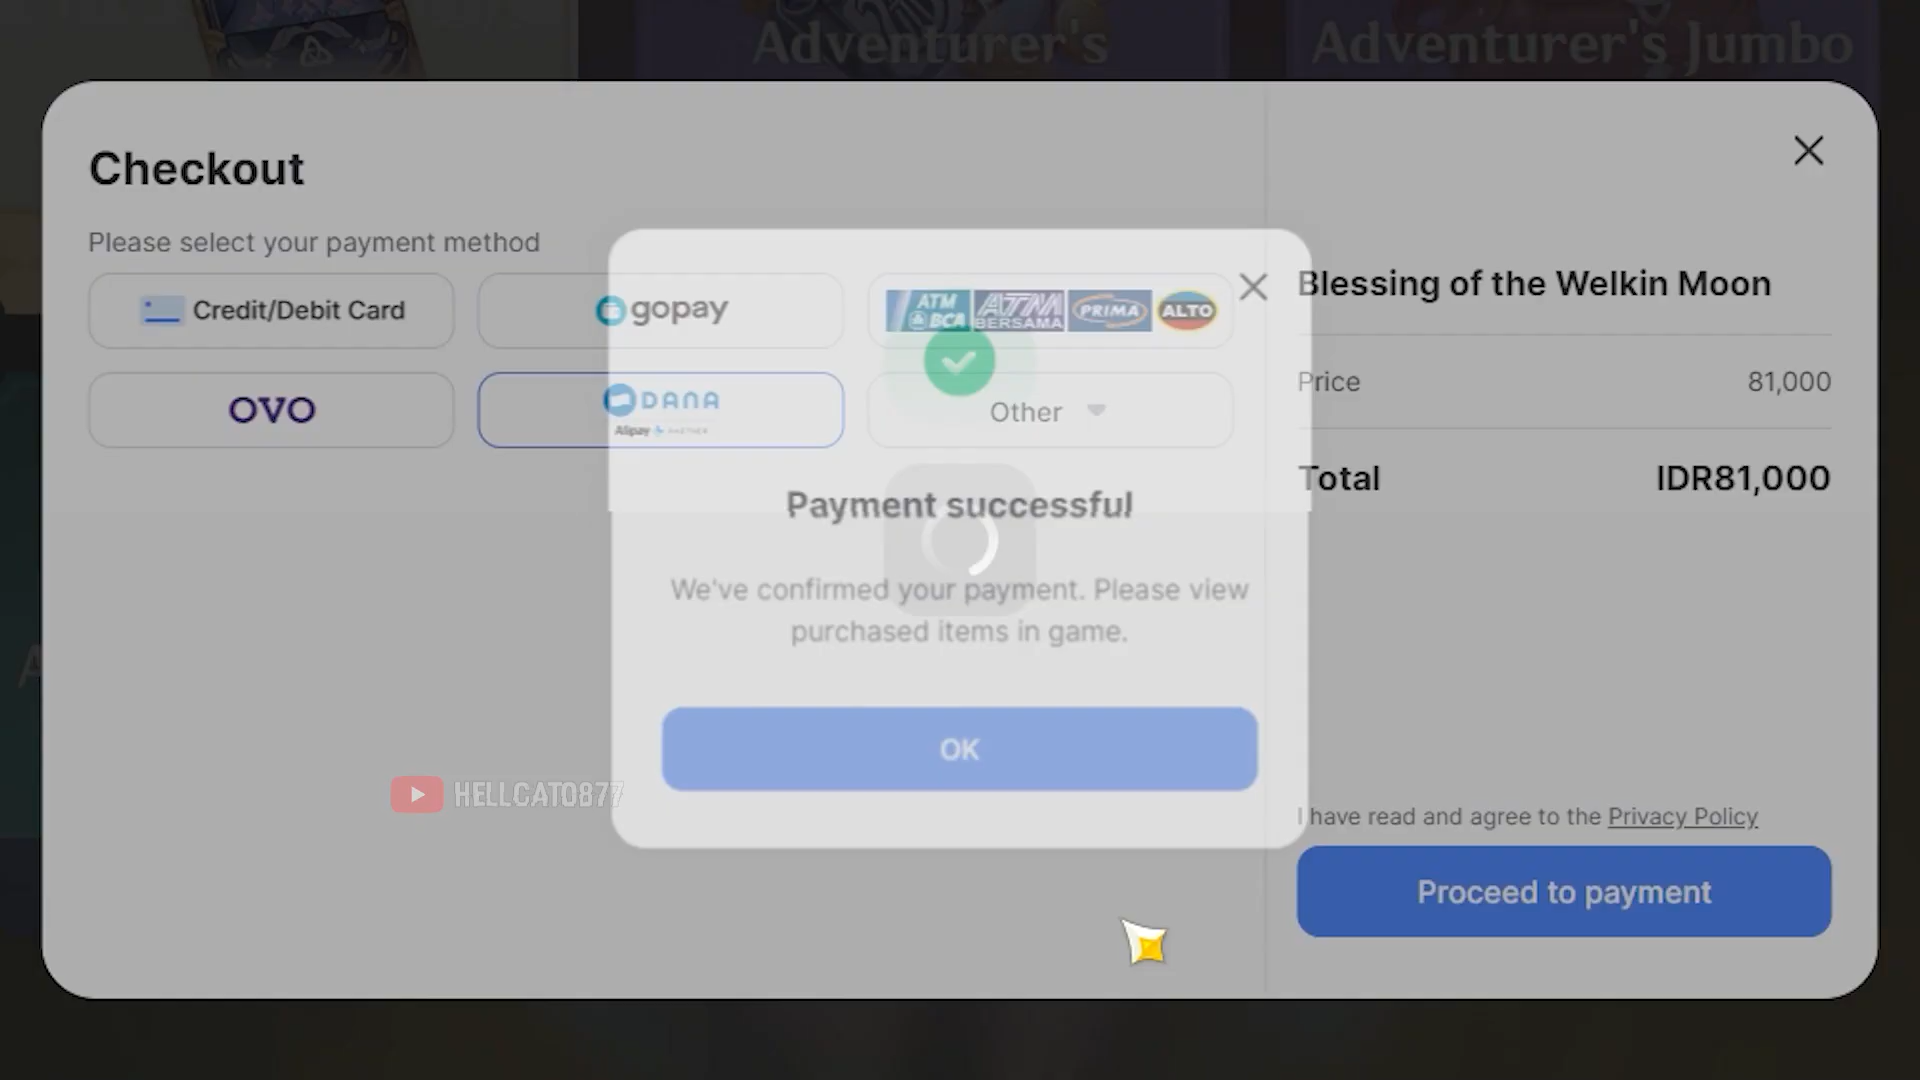 Adventurer's
Adventurer's Jumbo
Checkout
Please select your payment method
Credit/Debit Card
gopay
ATM BCA
ATM BERSAMA
PRIMA
ALTO
OVO
DANA
Alipay
Other
Blessing of the Welkin Moon
Price 81,000
Total IDR81,000
Payment successful
We've confirmed your payment. Please view
purchased items in game.
OK
HELLCAT0877
I have read and agree to the Privacy Policy
Proceed to payment